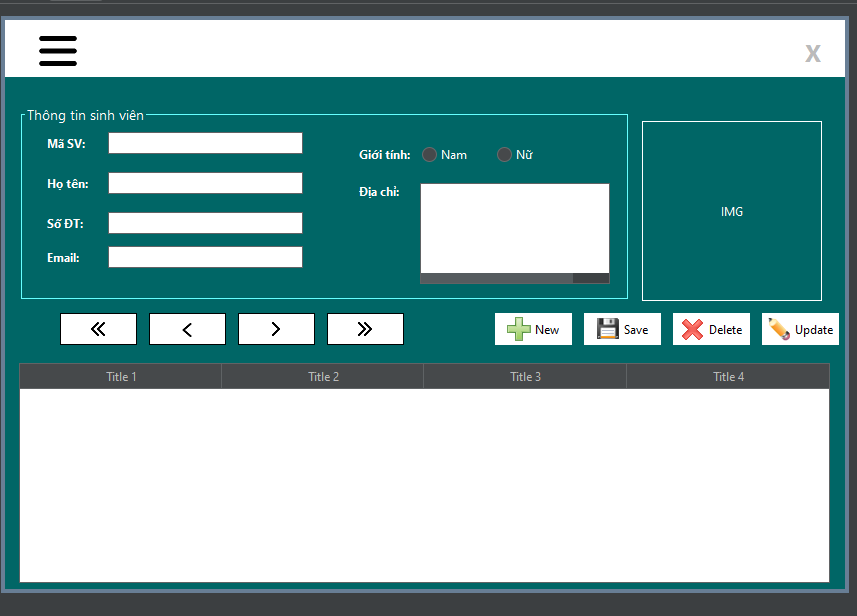 X
Thông tin sinh viên
Mã SV:
Họ tên:
Số ĐT:
Email:
Giới tính: Nam Nữ
Địa chỉ:
IMG
New Save Delete Update
Title 1 Title 2 Title 3 Title 4